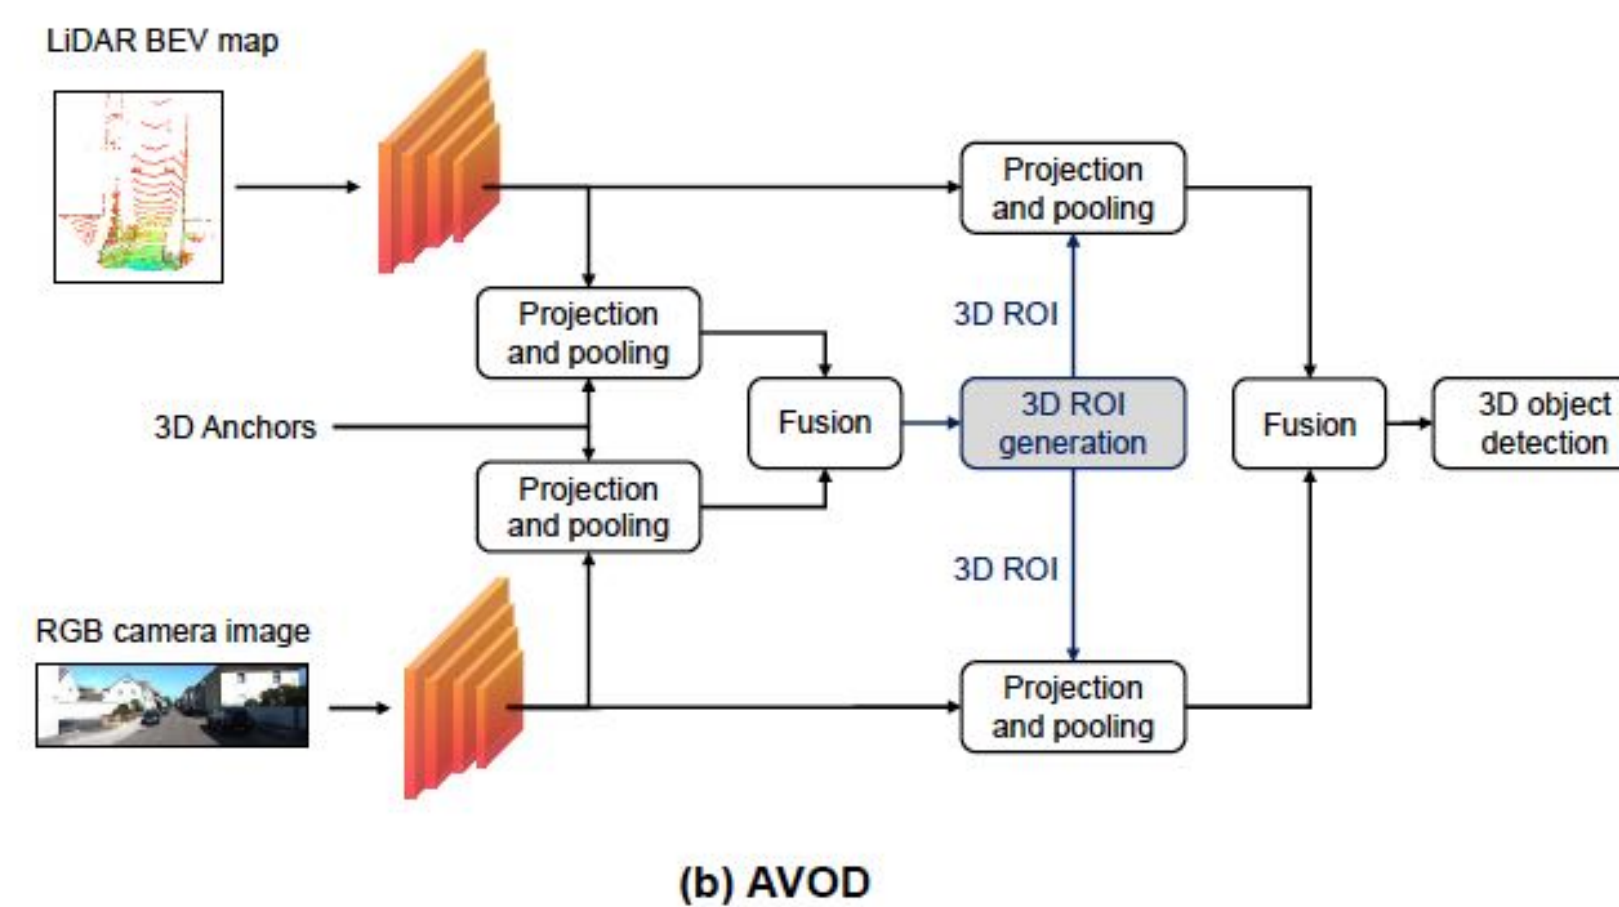 LiDAR BEV map
Projection
and pooling
Projection
and pooling
3D ROI
3D Anchors
Fusion
3D ROI
generation
Fusion
3D object
detection
Projection
and pooling
3D ROI
RGB camera image
Projection
and pooling
(b) AVOD